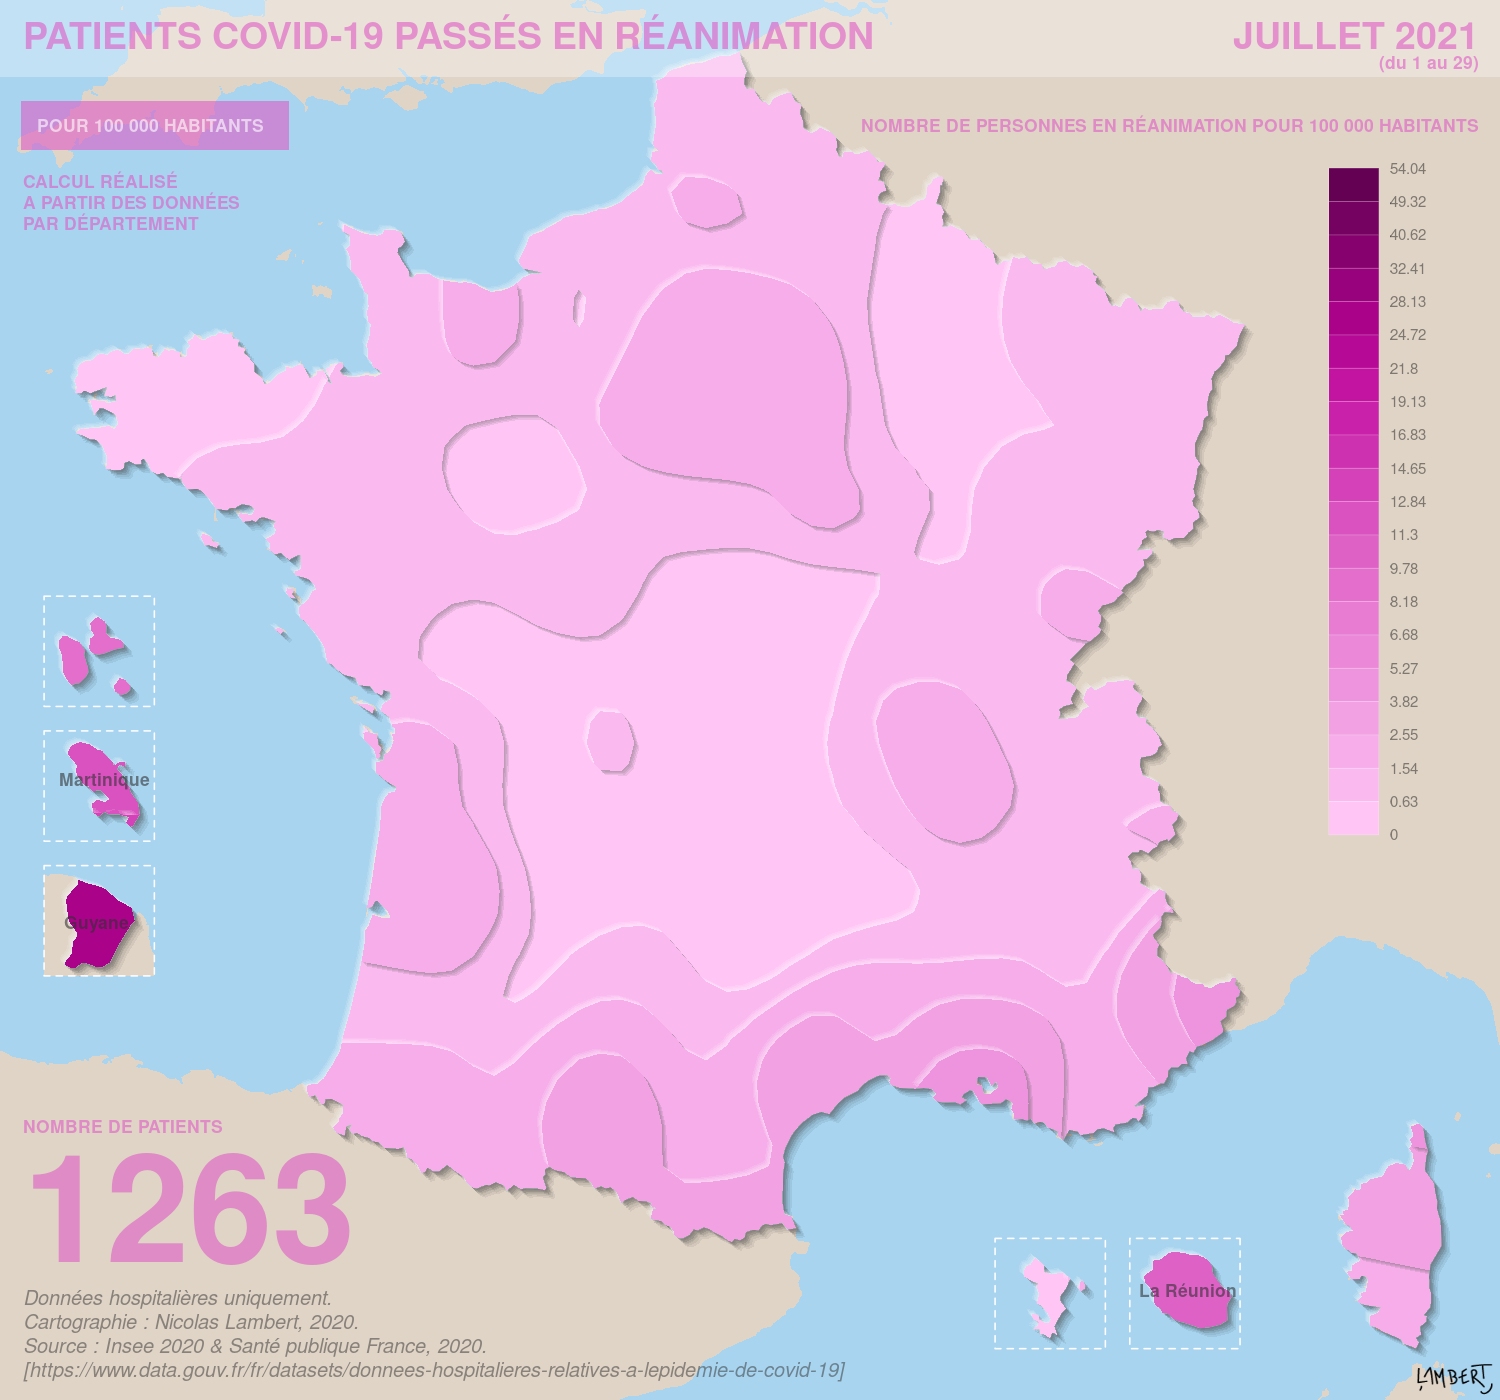 PATIENTS COVID-19 PASSÉS EN RÉANIMATION
JUILLET 2021
(du 1 au 29)
POUR 100 000 HABITANTS
CALCUL RÉALISÉ
A PARTIR DES DONNÉES
PAR DÉPARTEMENT
NOMBRE DE PERSONNES EN RÉANIMATION POUR 100 000 HABITANTS
54.04
49.32
40.62
32.41
28.13
24.72
21.8
19.13
16.83
14.65
12.84
11.3
9.78
8.18
6.68
5.27
3.82
2.55
1.54
0.63
0
Martinique
Guyane
La Réunion
NOMBRE DE PATIENTS
1263
Données hospitalières uniquement.
Cartographie : Nicolas Lambert, 2020.
Source : Insee 2020 & Santé publique France, 2020.
[https://www.data.gouv.fr/fr/datasets/donnees-hospitalieres-relatives-a-lepidemie-de-covid-19]
LAMBERT